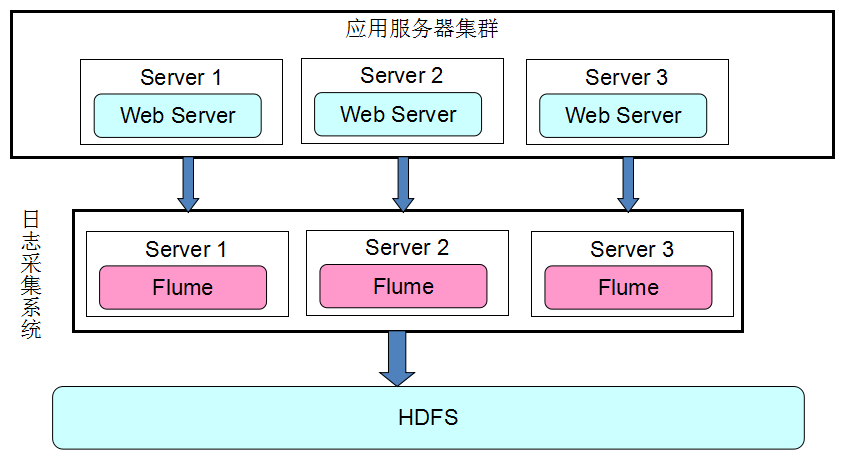 应用服务器集群
Server 1
Server 2
Server 3
Web Server
Web Server
Web Server
日志采集系统
Server 1
Server 2
Server 3
Flume
Flume
Flume
HDFS